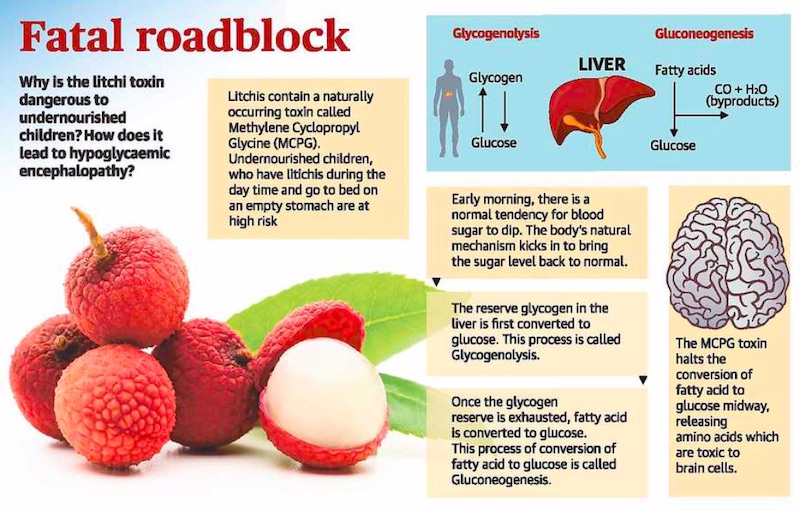 Fatal roadblock
Why is the litchi toxin
dangerous to
undernourished
children? How does it
lead to hypoglycaemic
encephalopathy?
Litchis contain a naturally
occurring toxin called
Methylene Cyclopropyl
Glycine (MCPG).
Undernourished children,
who have litichis during the
day time and go to bed on
an empty stomach are at
high risk
Glycogenolysis
Glycogen
Glucose
LIVER
Gluconeogenesis
Fatty acids
CO + H2O
(byproducts)
Glucose
Early morning, there is a
normal tendency for blood
sugar to dip. The body's natural
mechanism kicks in to bring
the sugar level back to normal.
The reserve glycogen in the
liver is first converted to
glucose. This process is called
Glycogenolysis.
Once the glycogen
reserve is exhausted, fatty acid
is converted to glucose.
This process of conversion of
fatty acid to glucose is called
Gluconeogenesis.
The MCPG toxin
halts the
conversion of
fatty acid to
glucose midway,
releasing
amino acids which
are toxic to
brain cells.